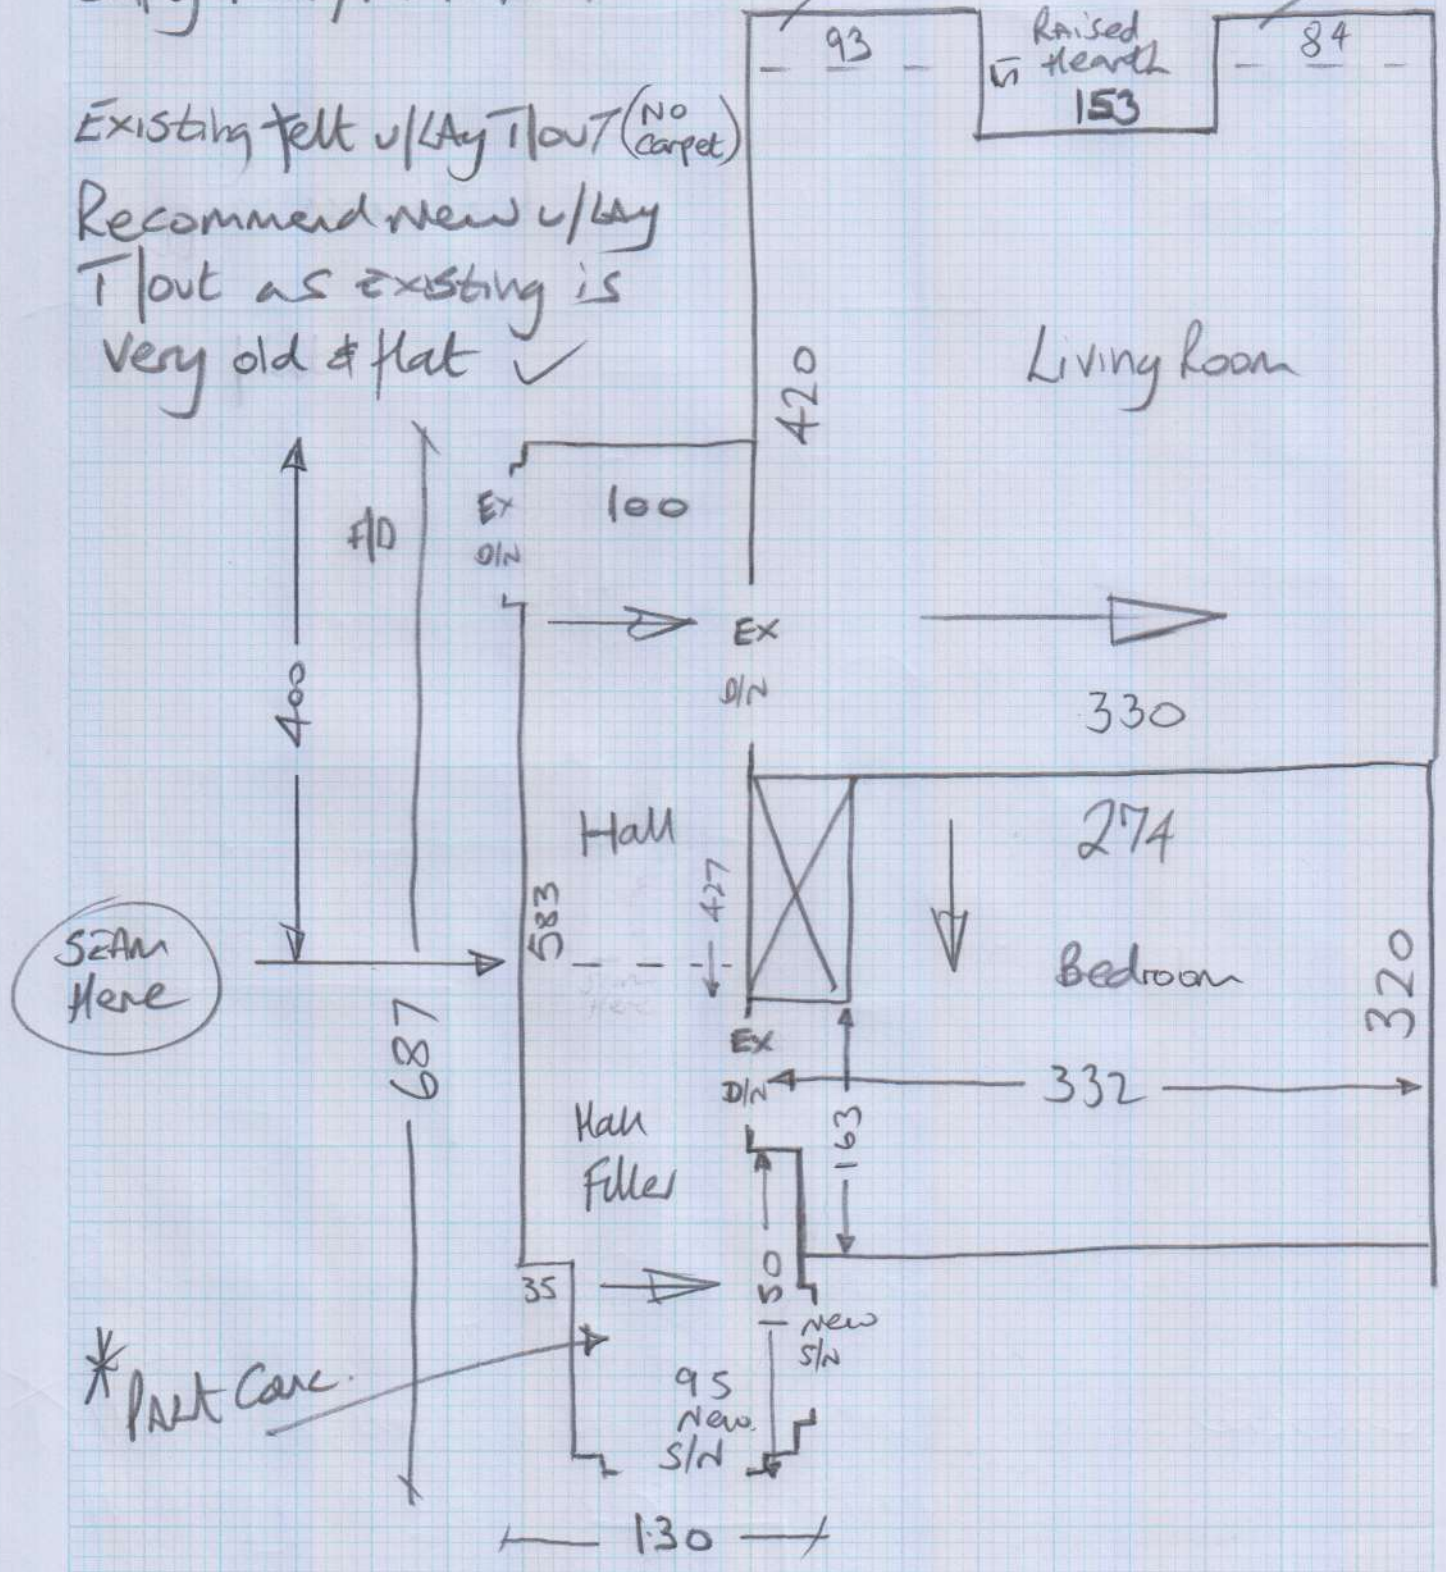 Existing felt u/LAy T/out (No Carpet)
Recommend New u/LAy
T/out as Existing is
very old & flat ✓
93
Raised
Hearth
153
84
420
Living Room
F/D
400
Ex
D/N
100
Ex
D/N
330
Hall
274
583
427
SEAM
Here
Bedroom
320
687
Ex
D/N
332
163
Hall
Filler
35
50
New
S/N
* PART Conc.
95
New
S/N
130